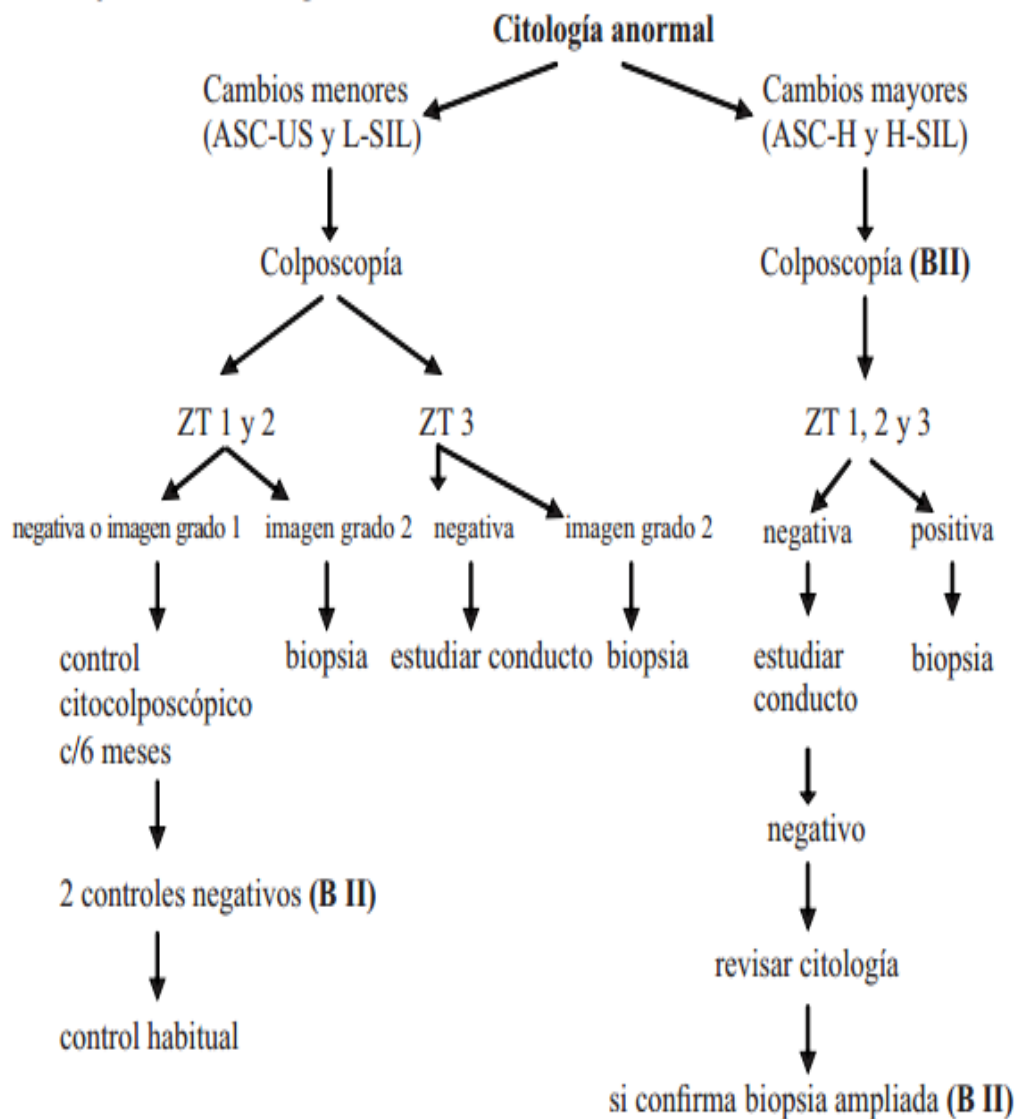 Citología anormal
Cambios menores
(ASC-US y L-SIL)
Cambios mayores
(ASC-H y H-SIL)
Colposcopía
Colposcopía (BII)
ZT 1 y 2
ZT 3
ZT 1, 2 y 3
negativa o imagen grado 1
imagen grado 2
negativa
imagen grado 2
negativa
positiva
control
citocolposcópico
c/6 meses
biopsia
estudiar conducto
biopsia
estudiar
conducto
biopsia
negativo
2 controles negativos (B II)
revisar citología
control habitual
si confirma biopsia ampliada (B II)